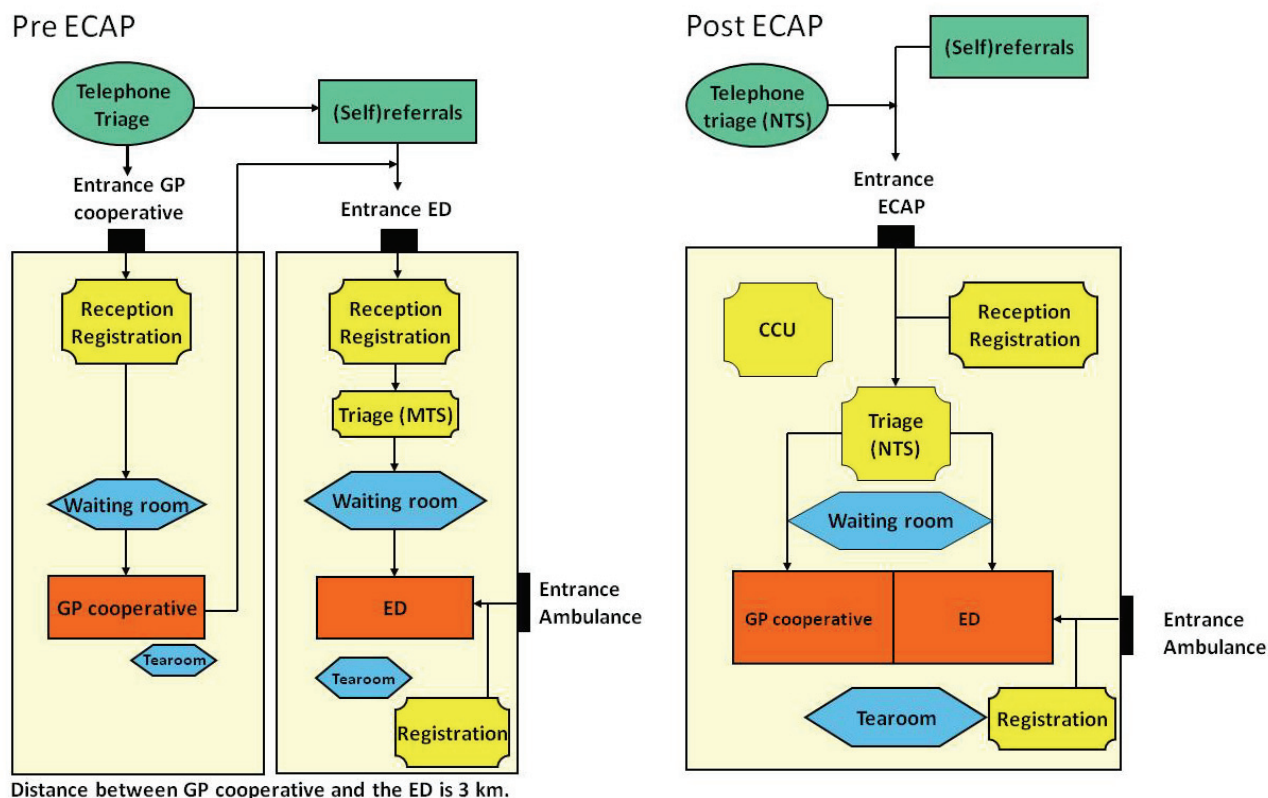 Pre ECAP
Telephone
Triage
(Self)referrals
Entrance GP
cooperative
Entrance ED
Reception
Registration
Reception
Registration
Triage (MTS)
Waiting room
Waiting room
GP cooperative
ED
Entrance
Ambulance
Tearoom
Tearoom
Registration
Distance between GP cooperative and the ED is 3 km.
Post ECAP
(Self)referrals
Telephone
triage (NTS)
Entrance
ECAP
CCU
Reception
Registration
Triage
(NTS)
Waiting room
GP cooperative
ED
Entrance
Ambulance
Tearoom
Registration